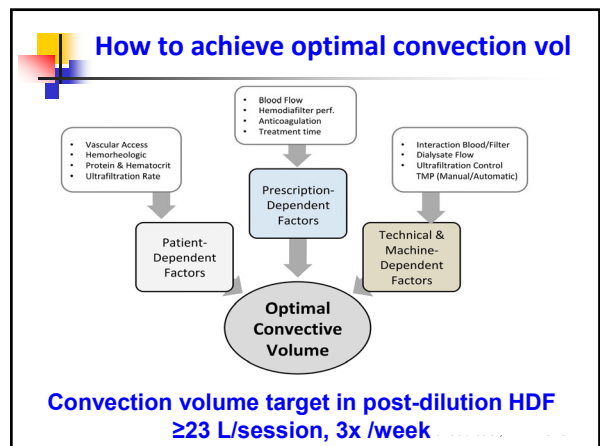 How to achieve optimal convection vol
• Blood Flow
• Hemodiafilter perf.
• Anticoagulation
• Treatment time
• Vascular Access
• Hemorheologic
• Protein & Hematocrit
• Ultrafiltration Rate
• Interaction Blood/Filter
• Dialysate Flow
• Ultrafiltration Control
TMP (Manual/Automatic)
Prescription-
Dependent
Factors
Patient-
Dependent
Factors
Technical &
Machine-
Dependent
Factors
Optimal
Convective
Volume
Convection volume target in post-dilution HDF
≥23 L/session, 3x /week